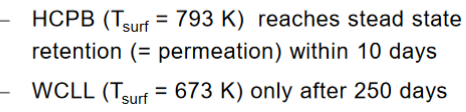 – HCPB (Tsurf = 793 K) reaches stead state
retention (= permeation) within 10 days
– WCLL (Tsurf = 673 K) only after 250 days